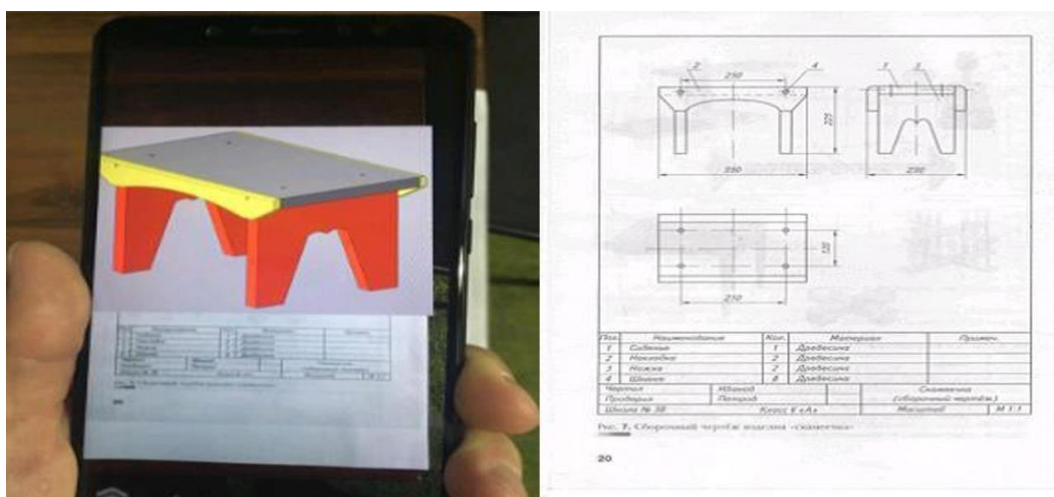 2
250
4
1
3
225
350
250
120
250
Поз. Наименование Кол. Материал Примеч.
1 Сиденье 1 Древесина
2 Накладка 2 Древесина
3 Ножка 2 Древесина
4 Шкант 8 Древесина
Чертил Иванов Скамеечка
Проверил Петров (сборочный чертёж)
Школа № 38 Класс 6 «А» Масштаб М 1:1
Рис. 7. Сборочный чертёж изделия «скамеечка»
20